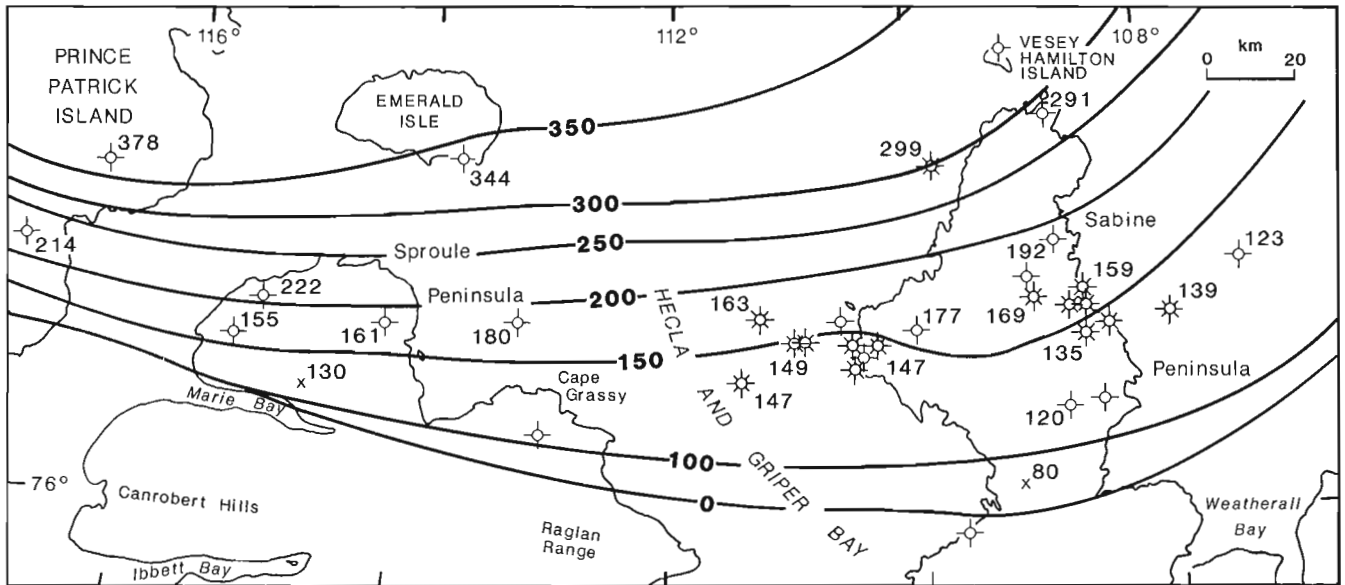 116°
112°
108°
km
0 20
PRINCE
PATRICK
ISLAND
EMERALD
ISLE
VESEY
HAMILTON
ISLAND
291
350
378
344
299
300
214
250
Sproule
Sabine
192
123
222
Peninsula
200
HECLA
163
159
155
161
180
177
169
139
150
149
147
135
130
Cape
Grassy
147
Peninsula
Marie Bay
AND
120
100
GRIPER
80
76°
Canrobert Hills
0
BAY
Weatherall
Bay
Raglan
Range
Ibbett Bay